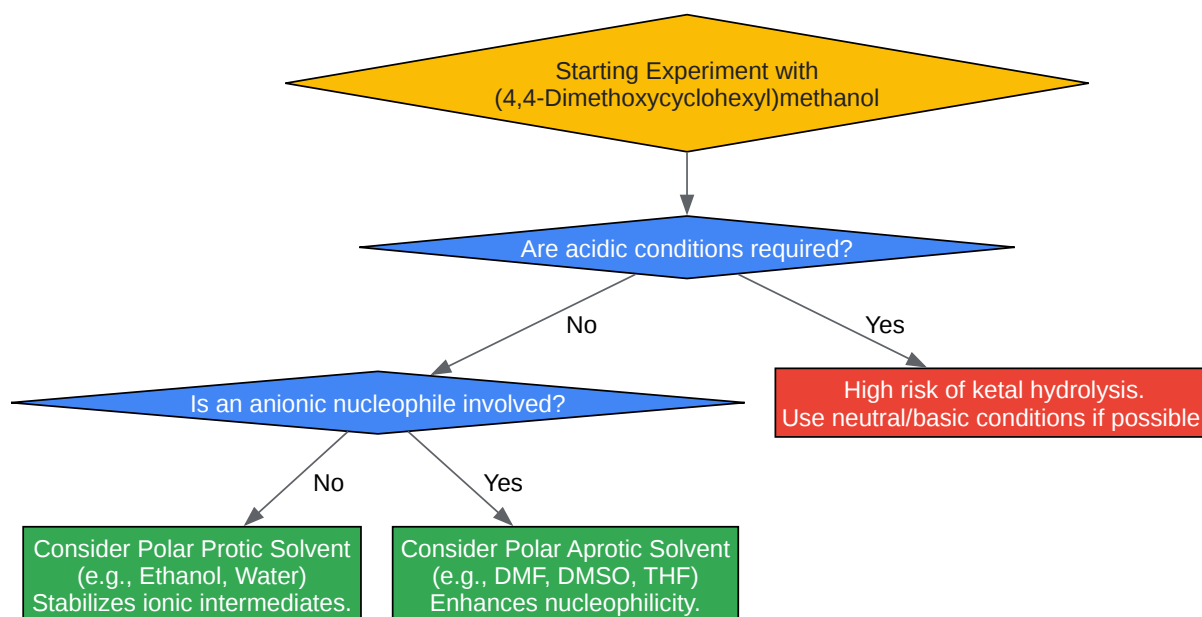 Starting Experiment with
(4,4-Dimethoxycyclohexyl)methanol
Are acidic conditions required?
No
Yes
Is an anionic nucleophile involved?
High risk of ketal hydrolysis.
Use neutral/basic conditions if possible
No
Yes
Consider Polar Protic Solvent
(e.g., Ethanol, Water)
Stabilizes ionic intermediates.
Consider Polar Aprotic Solvent
(e.g., DMF, DMSO, THF)
Enhances nucleophilicity.